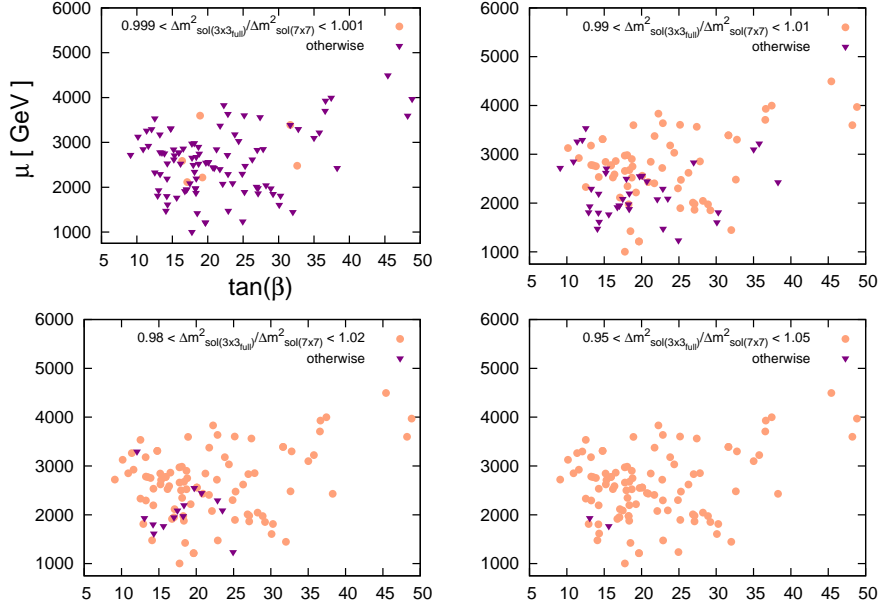 6000
5000
4000
3000
2000
1000
μ [ GeV ]
0.999 < Δm²sol(3x3full)/Δm²sol(7x7) < 1.001
otherwise
5 10 15 20 25 30 35 40 45 50
tan(β)
6000
5000
4000
3000
2000
1000
0.99 < Δm²sol(3x3full)/Δm²sol(7x7) < 1.01
otherwise
5 10 15 20 25 30 35 40 45 50
6000
5000
4000
3000
2000
1000
0.98 < Δm²sol(3x3full)/Δm²sol(7x7) < 1.02
otherwise
5 10 15 20 25 30 35 40 45 50
6000
5000
4000
3000
2000
1000
0.95 < Δm²sol(3x3full)/Δm²sol(7x7) < 1.05
otherwise
5 10 15 20 25 30 35 40 45 50